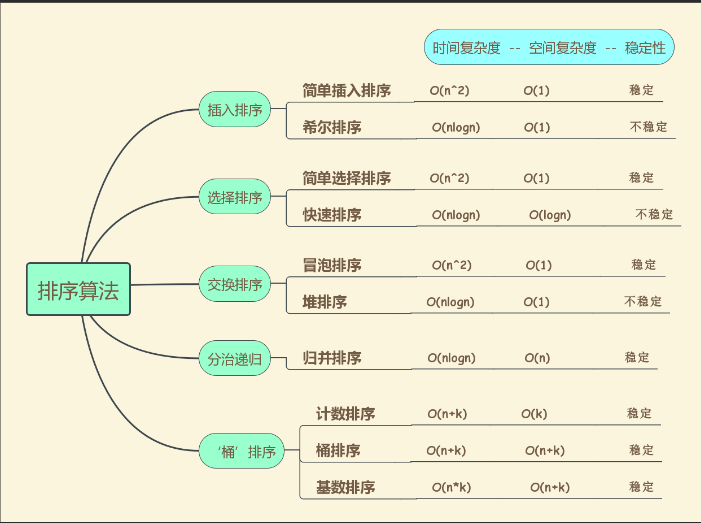 时间复杂度 -- 空间复杂度 -- 稳定性
排序算法
插入排序
简单插入排序 O(n^2) O(1) 稳定
希尔排序 O(nlogn) O(1) 不稳定
选择排序
简单选择排序 O(n^2) O(1) 稳定
快速排序 O(nlogn) O(logn) 不稳定
交换排序
冒泡排序 O(n^2) O(1) 稳定
堆排序 O(nlogn) O(1) 不稳定
分治递归
归并排序 O(nlogn) O(n) 稳定
‘桶’排序
计数排序 O(n+k) O(k) 稳定
桶排序 O(n+k) O(n+k) 稳定
基数排序 O(n*k) O(n+k) 稳定